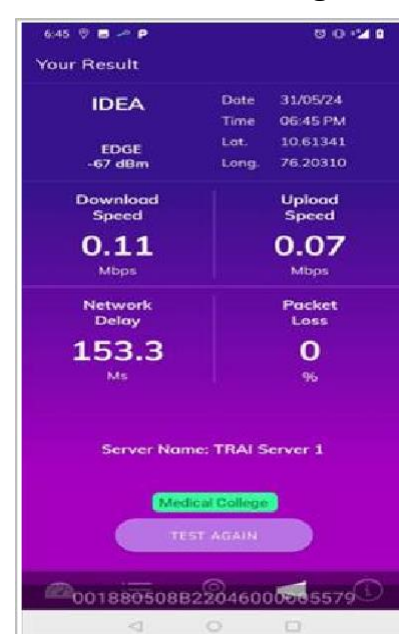 6:45
Your Result
IDEA
EDGE
-67 dBm
Date 31/05/24
Time 06:45 PM
Lat. 10.61341
Long. 76.20310
Download Speed
0.11
Mbps
Upload Speed
0.07
Mbps
Network Delay
153.3
Ms
Packet Loss
0
%
Server Name: TRAI Server 1
Medical College
TEST AGAIN